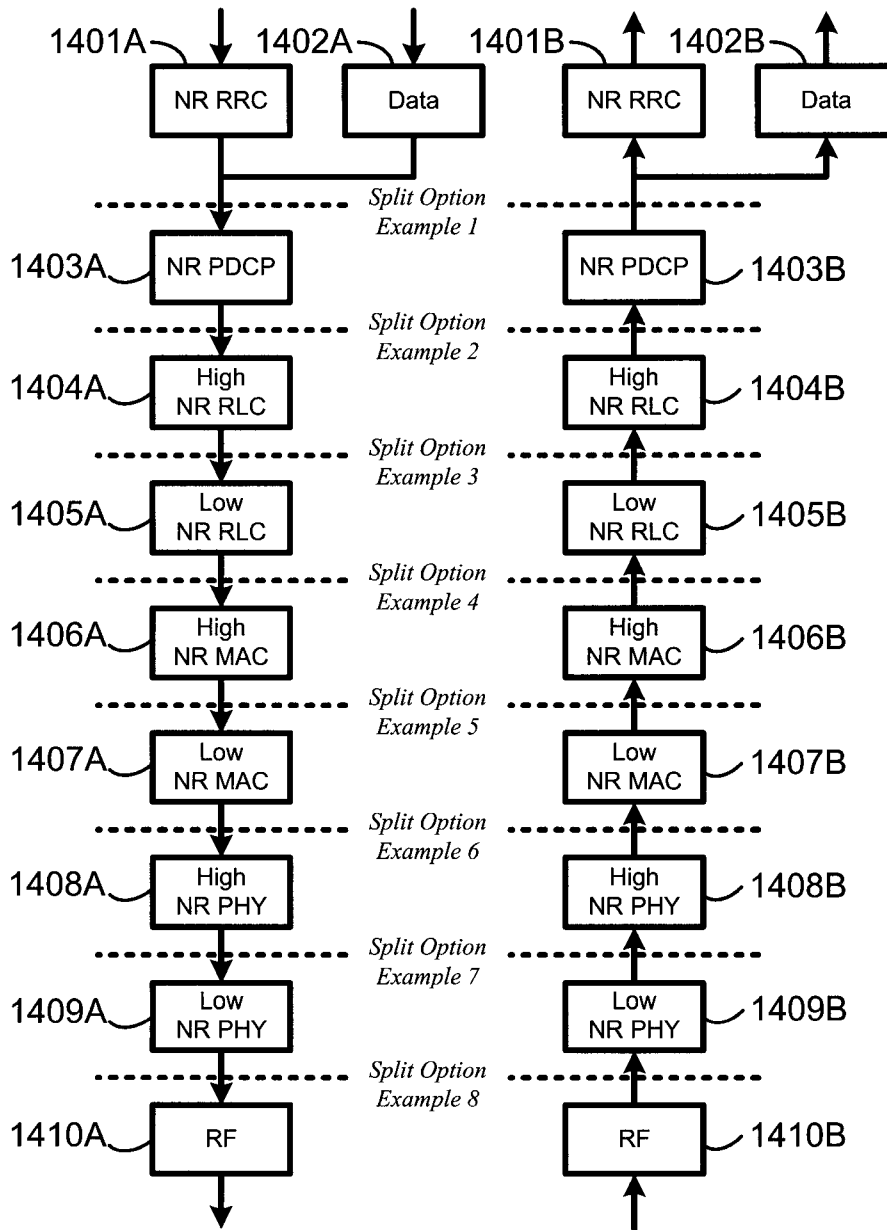 1401A 1402A 1401B 1402B
NR RRC Data NR RRC Data
Split Option
Example 1
1403A NR PDCP NR PDCP 1403B
Split Option
Example 2
1404A High NR RLC High NR RLC 1404B
Split Option
Example 3
1405A Low NR RLC Low NR RLC 1405B
Split Option
Example 4
1406A High NR MAC High NR MAC 1406B
Split Option
Example 5
1407A Low NR MAC Low NR MAC 1407B
Split Option
Example 6
1408A High NR PHY High NR PHY 1408B
Split Option
Example 7
1409A Low NR PHY Low NR PHY 1409B
Split Option
Example 8
1410A RF RF 1410B